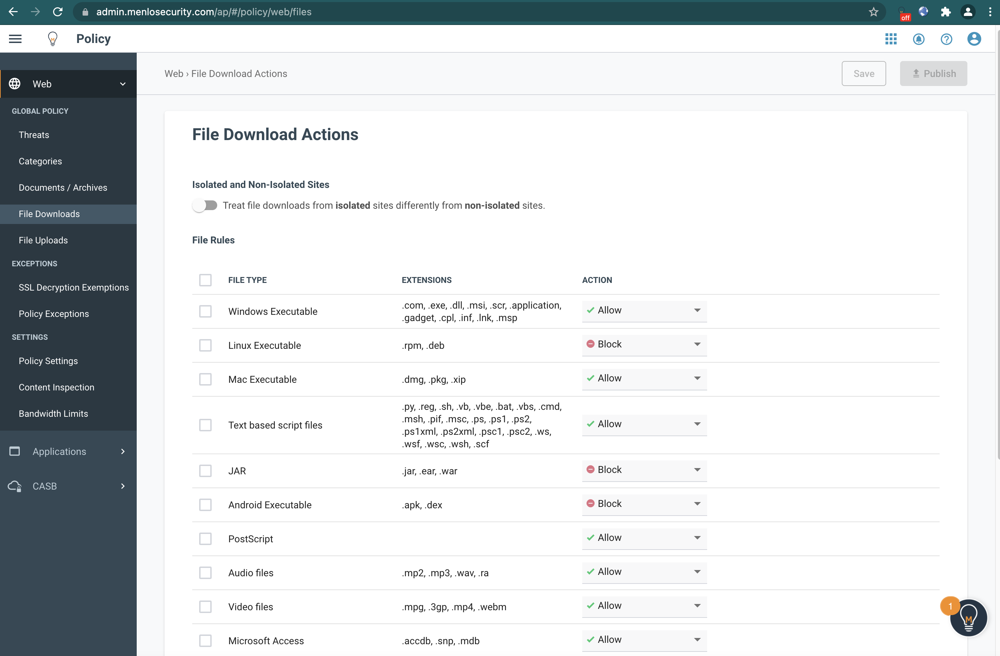 admin.menlosecurity.com/ap/#/policy/web/files
off
Policy
Web
GLOBAL POLICY
Threats
Categories
Documents / Archives
File Downloads
File Uploads
EXCEPTIONS
SSL Decryption Exemptions
Policy Exceptions
SETTINGS
Policy Settings
Content Inspection
Bandwidth Limits
Applications
CASB
Web › File Download Actions
Save
Publish
File Download Actions
Isolated and Non-Isolated Sites
Treat file downloads from isolated sites differently from non-isolated sites.
File Rules
FILE TYPE EXTENSIONS ACTION
Windows Executable .com, .exe, .dll, .msi, .scr, .application, Allow
.gadget, .cpl, .inf, .lnk, .msp
Linux Executable .rpm, .deb Block
Mac Executable .dmg, .pkg, .xip Allow
Text based script files .py, .reg, .sh, .vb, .vbe, .bat, .vbs, .cmd, Allow
.msh, .pif, .msc, .ps, .ps1, .ps2,
.ps1xml, .ps2xml, .psc1, .psc2, .ws,
.wsf, .wsc, .wsh, .scf
JAR .jar, .ear, .war Block
Android Executable .apk, .dex Block
PostScript Allow
Audio files .mp2, .mp3, .wav, .ra Allow
Video files .mpg, .3gp, .mp4, .webm Allow
Microsoft Access .accdb, .snp, .mdb Allow
1
M